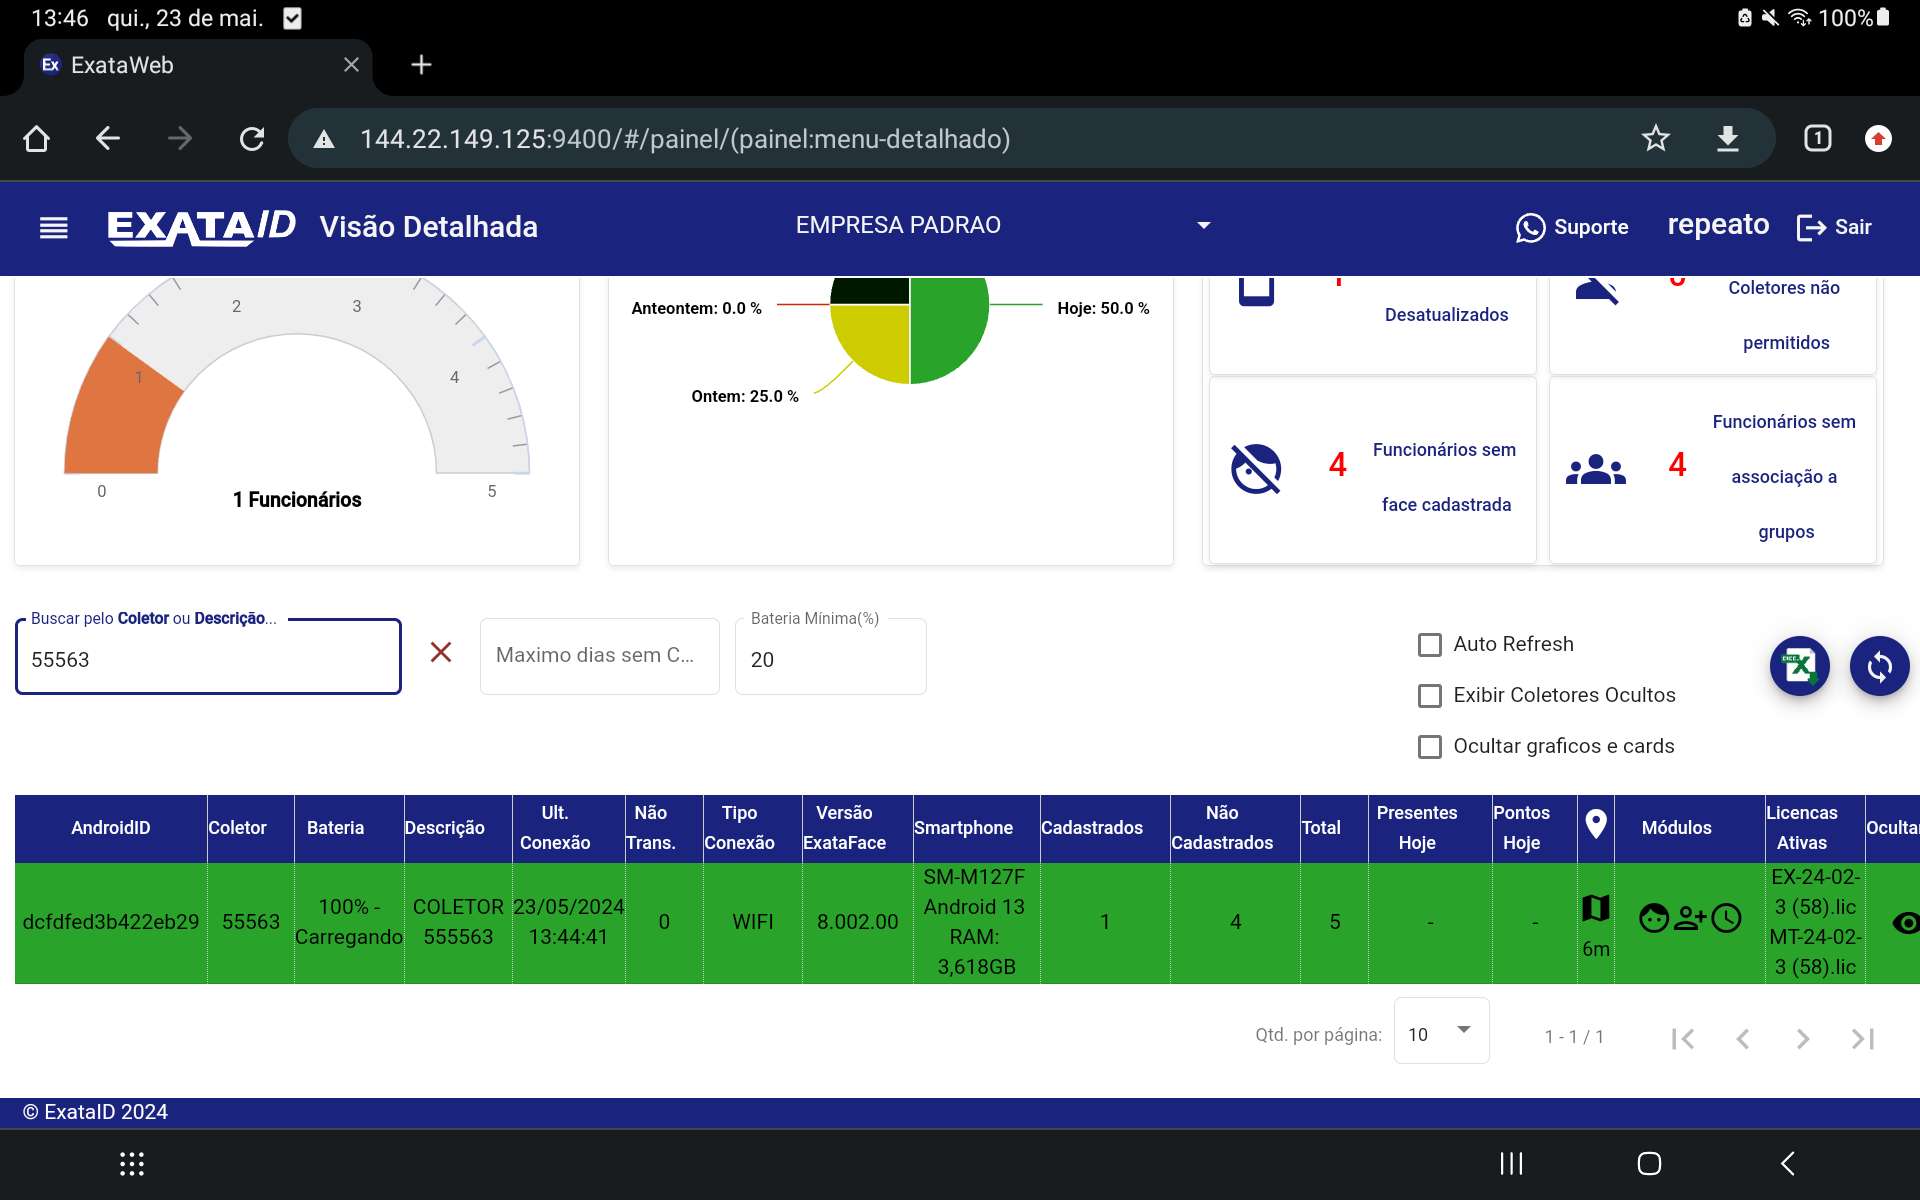 13:46 qui., 23 de mai.
100%
Ex ExataWeb
144.22.149.125:9400/#/painel/(painel:menu-detalhado)
1
EXATAID Visão Detalhada
EMPRESA PADRAO
Suporte
repeato
Sair
0
1
2
3
4
5
1 Funcionários
Anteontem: 0.0 %
Hoje: 50.0 %
Ontem: 25.0 %
Desatualizados
Coletores não
permitidos
4
Funcionários sem
face cadastrada
4
Funcionários sem
associação a
grupos
Buscar pelo Coletor ou Descrição...
55563
Maximo dias sem C...
Bateria Mínima(%)
20
Auto Refresh
Exibir Coletores Ocultos
Ocultar graficos e cards
AndroidID
Coletor
Bateria
Descrição
Ult.
Conexão
Não
Trans.
Tipo
Conexão
Versão
ExataFace
Smartphone
Cadastrados
Não
Cadastrados
Total
Presentes
Hoje
Pontos
Hoje
Módulos
Licencas
Ativas
Ocultar
dcfdfed3b422eb29
55563
100% -
Carregando
COLETOR
555563
23/05/2024
13:44:41
0
WIFI
8.002.00
SM-M127F
Android 13
RAM:
3,618GB
1
4
5
-
-
6m
EX-24-02-
3 (58).lic
MT-24-02-
3 (58).lic
Qtd. por página:
10
1 - 1 / 1
© ExataID 2024